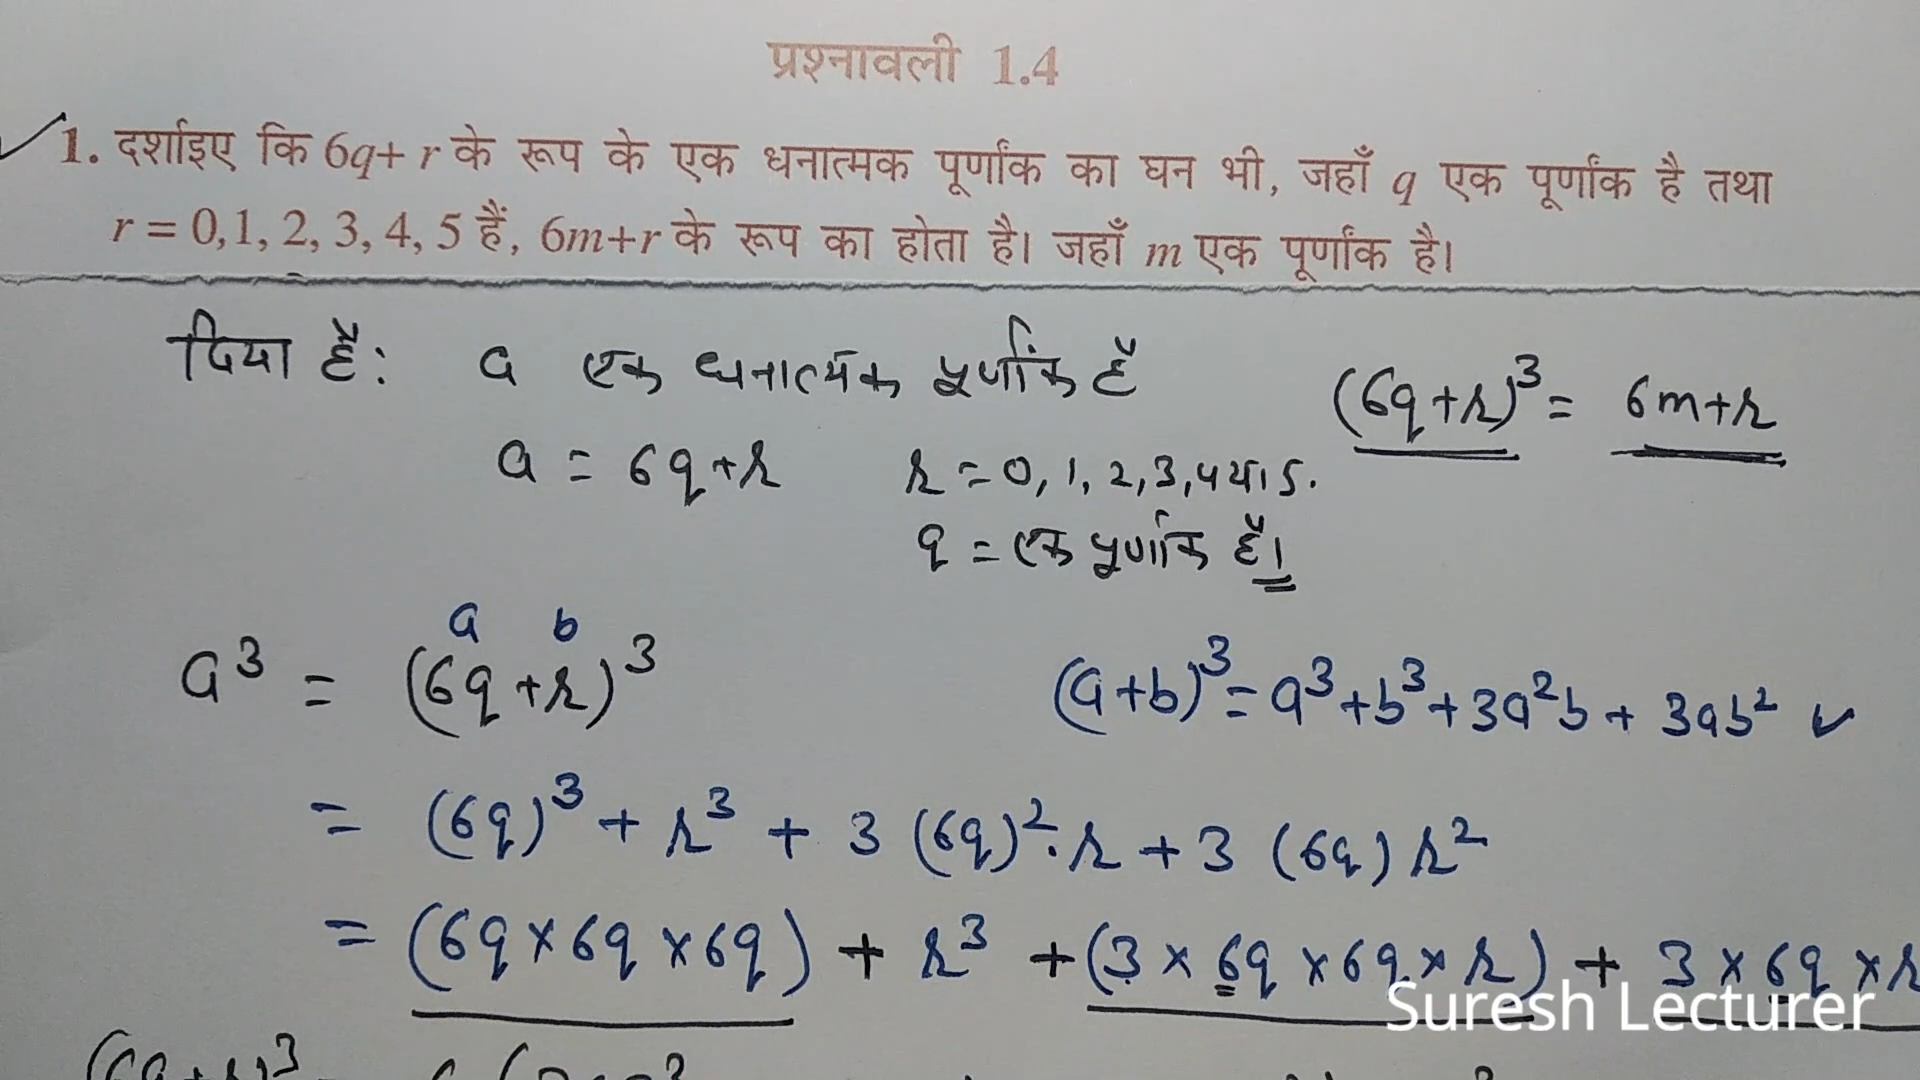 प्रश्नावली 1.4
1. दर्शाइए कि 6q+ r के रूप के एक धनात्मक पूर्णांक का घन भी, जहाँ q एक पूर्णांक है तथा
r = 0,1, 2, 3, 4, 5 हैं, 6m+r के रूप का होता है। जहाँ m एक पूर्णांक है।
दिया है: a एक धनात्मक पूर्णांक है
(6q+r)³ = 6m+r
a = 6q+r r = 0, 1, 2, 3, 4 या 5.
q = एक पूर्णांक है।
a b
a³ = (6q+r)³ (a+b)³ = a³+b³+3a²b + 3ab² ✓
= (6q)³ + r³ + 3 (6q)².r + 3 (6q) r²
= (6q×6q×6q) + r³ + (3×6q×6q×r) + 3×6q×r
Suresh Lecturer